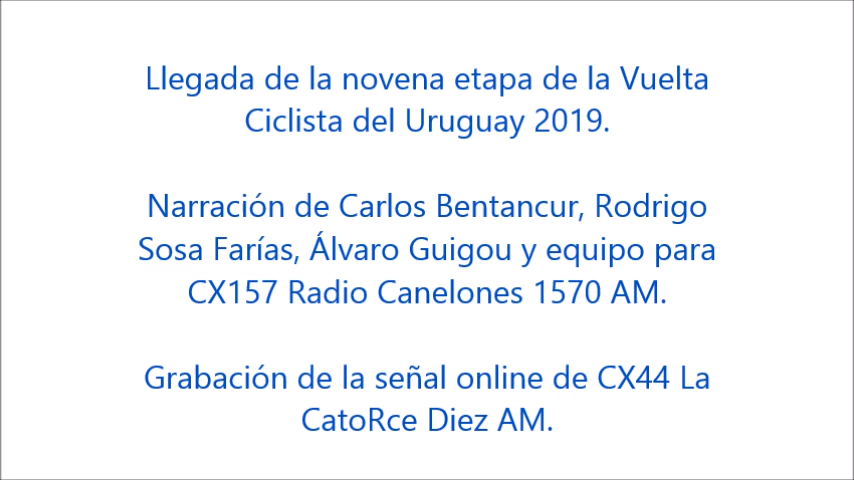 Llegada de la novena etapa de la Vuelta
Ciclista del Uruguay 2019.
Narración de Carlos Bentancur, Rodrigo
Sosa Farías, Álvaro Guigou y equipo para
CX157 Radio Canelones 1570 AM.
Grabación de la señal online de CX44 La
CatoRce Diez AM.